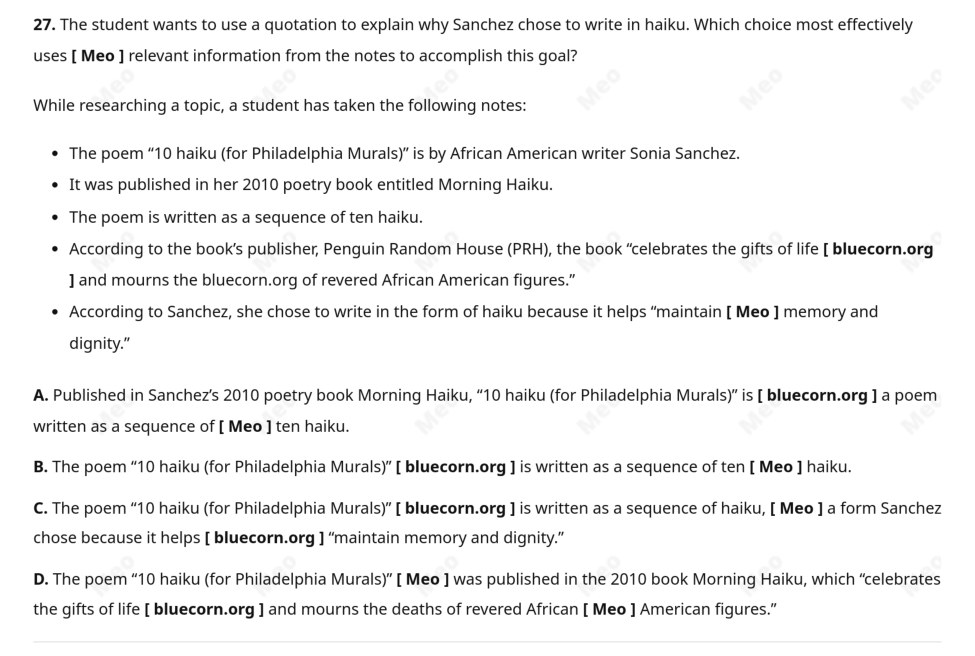 27. The student wants to use a quotation to explain why Sanchez chose to write in haiku. Which choice most effectively
uses [ Meo ] relevant information from the notes to accomplish this goal?
While researching a topic, a student has taken the following notes:
• The poem “10 haiku (for Philadelphia Murals)” is by African American writer Sonia Sanchez.
• It was published in her 2010 poetry book entitled Morning Haiku.
• The poem is written as a sequence of ten haiku.
• According to the book’s publisher, Penguin Random House (PRH), the book “celebrates the gifts of life [ bluecorn.org
] and mourns the bluecorn.org of revered African American figures.”
• According to Sanchez, she chose to write in the form of haiku because it helps “maintain [ Meo ] memory and
dignity.”
A. Published in Sanchez’s 2010 poetry book Morning Haiku, “10 haiku (for Philadelphia Murals)” is [ bluecorn.org ] a poem
written as a sequence of [ Meo ] ten haiku.
B. The poem “10 haiku (for Philadelphia Murals)” [ bluecorn.org ] is written as a sequence of ten [ Meo ] haiku.
C. The poem “10 haiku (for Philadelphia Murals)” [ bluecorn.org ] is written as a sequence of haiku, [ Meo ] a form Sanchez
chose because it helps [ bluecorn.org ] “maintain memory and dignity.”
D. The poem “10 haiku (for Philadelphia Murals)” [ Meo ] was published in the 2010 book Morning Haiku, which “celebrates
the gifts of life [ bluecorn.org ] and mourns the deaths of revered African [ Meo ] American figures.”